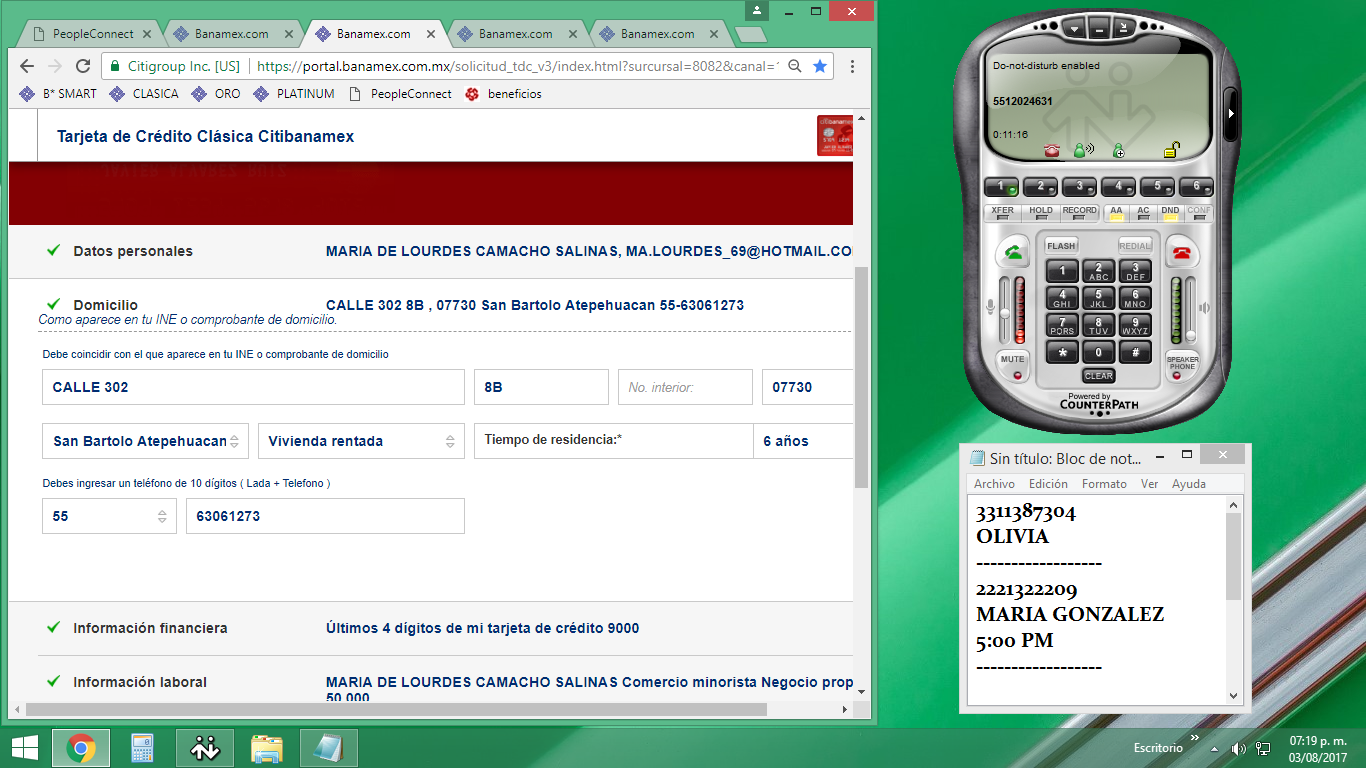 PeopleConnect
Banamex.com
Banamex.com
Banamex.com
Banamex.com
Citigroup Inc. [US]
https://portal.banamex.com.mx/solicitud_tdc_v3/index.html?sursursal=8082&canal=
B* SMART
CLASICA
ORO
PLATINUM
PeopleConnect
beneficios
Tarjeta de Crédito Clásica Citibanamex
Datos personales
MARIA DE LOURDES CAMACHO SALINAS, MA.LOURDES_69@HOTMAIL.CO
Domicilio
CALLE 302 8B , 07730 San Bartolo Atepehuacan 55-63061273
Como aparece en tu INE o comprobante de domicilio.
Debe coincidir con el que aparece en tu INE o comprobante de domicilio
CALLE 302
8B
No. interior:
07730
San Bartolo Atepehuacan
Vivienda rentada
Tiempo de residencia:*
6 años
Debes ingresar un teléfono de 10 dígitos ( Lada + Telefono )
55
63061273
Información financiera
Últimos 4 dígitos de mi tarjeta de crédito 9000
Información laboral
MARIA DE LOURDES CAMACHO SALINAS Comercio minorista Negocio prop
50,000
Do-not-disturb enabled
5512024631
0:11:16
1 2 3 4 5 6
XFER HOLD RECORD AA AC DND CONF
FLASH
REDIAL
1
2 ABC
3 DEF
4 GHI
5 JKL
6 MNO
7 PQRS
8 TUV
9 WXYZ
* 0 #
MUTE
CLEAR
SPEAKER
PHONE
Powered by
COUNTERPATH
Sin título: Bloc de not...
Archivo Edición Formato Ver Ayuda
3311387304
OLIVIA
------------------
2221322209
MARIA GONZALEZ
5:00 PM
------------------
Escritorio
07:19 p. m.
03/08/2017